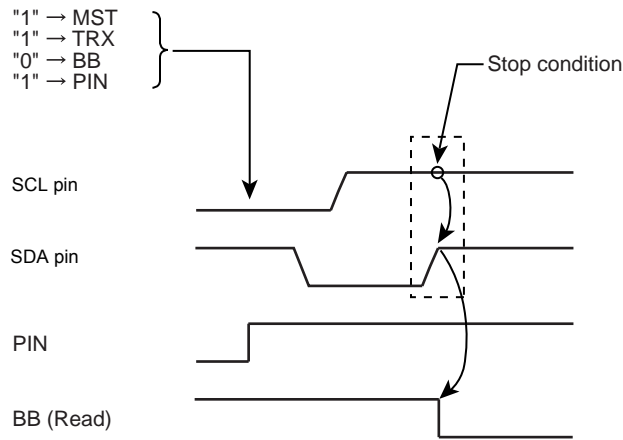 "1" → MST
"1" → TRX
"0" → BB
"1" → PIN
Stop condition
SCL pin
SDA pin
PIN
BB (Read)